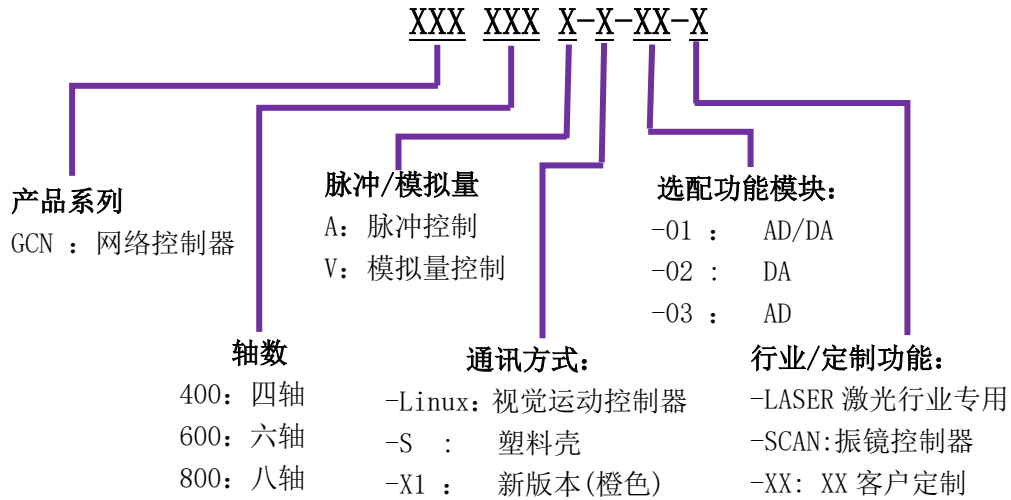 XXX XXX X-X-XX-X
产品系列
GCN ：网络控制器
轴数
400：四轴
600：六轴
800：八轴
脉冲/模拟量
A：脉冲控制
V：模拟量控制
通讯方式：
-Linux：视觉运动控制器
-S ： 塑料壳
-X1 ： 新版本(橙色)
选配功能模块：
-01 ： AD/DA
-02 ： DA
-03 ： AD
行业/定制功能：
-LASER 激光行业专用
-SCAN:振镜控制器
-XX: XX 客户定制